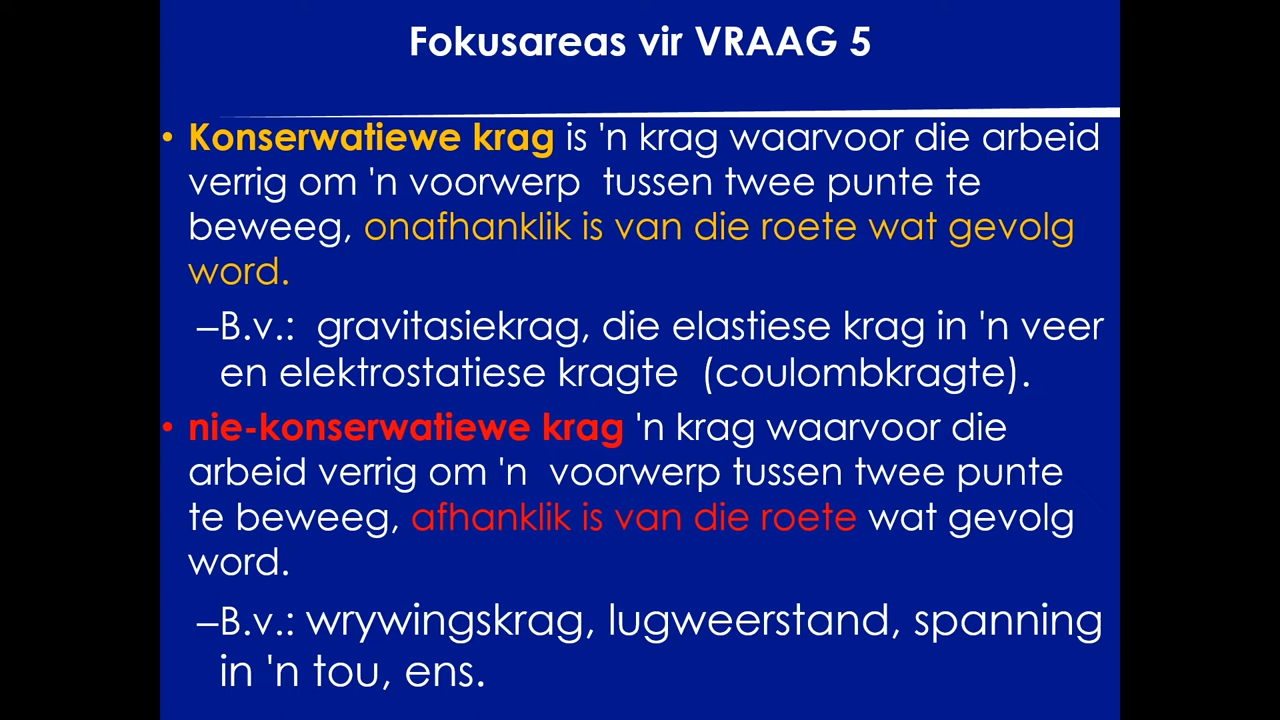 Fokusareas vir VRAAG 5
• Konserwatiewe krag is 'n krag waarvoor die arbeid
verrig om 'n voorwerp tussen twee punte te
beweeg, onafhanklik is van die roete wat gevolg
word.
–B.v.: gravitasiekrag, die elastiese krag in 'n veer
en elektrostatiese kragte (coulombkragte).
• nie-konserwatiewe krag 'n krag waarvoor die
arbeid verrig om 'n voorwerp tussen twee punte
te beweeg, afhanklik is van die roete wat gevolg
word.
–B.v.: wrywingskrag, lugweerstand, spanning
in 'n tou, ens.